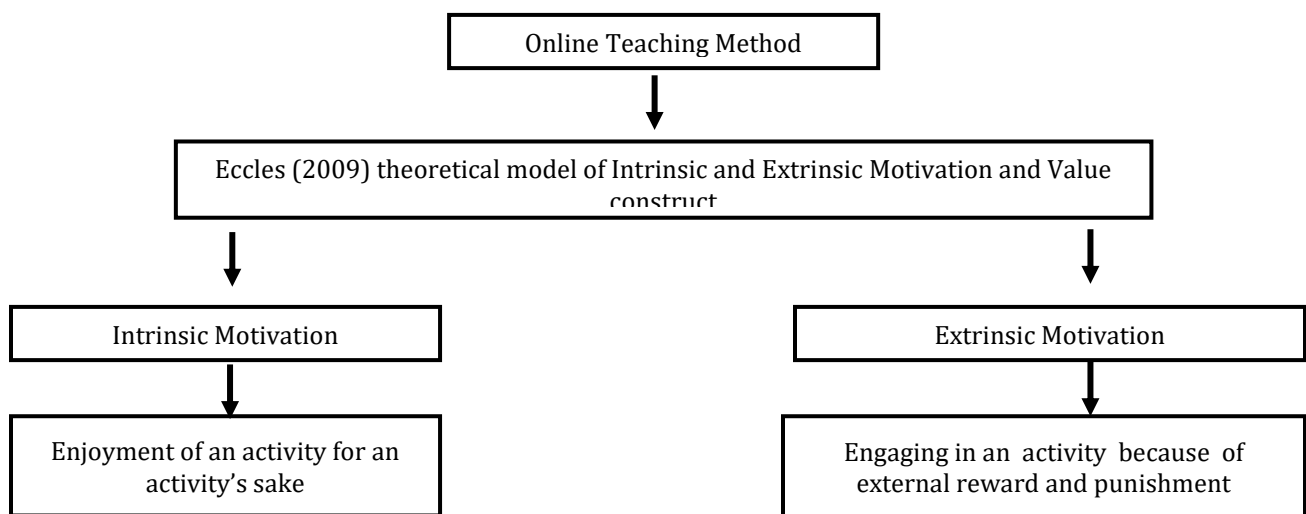 Online Teaching Method
Eccles (2009) theoretical model of Intrinsic and Extrinsic Motivation and Value
construct
Intrinsic Motivation
Extrinsic Motivation
Enjoyment of an activity for an
activity’s sake
Engaging in an activity because of
external reward and punishment